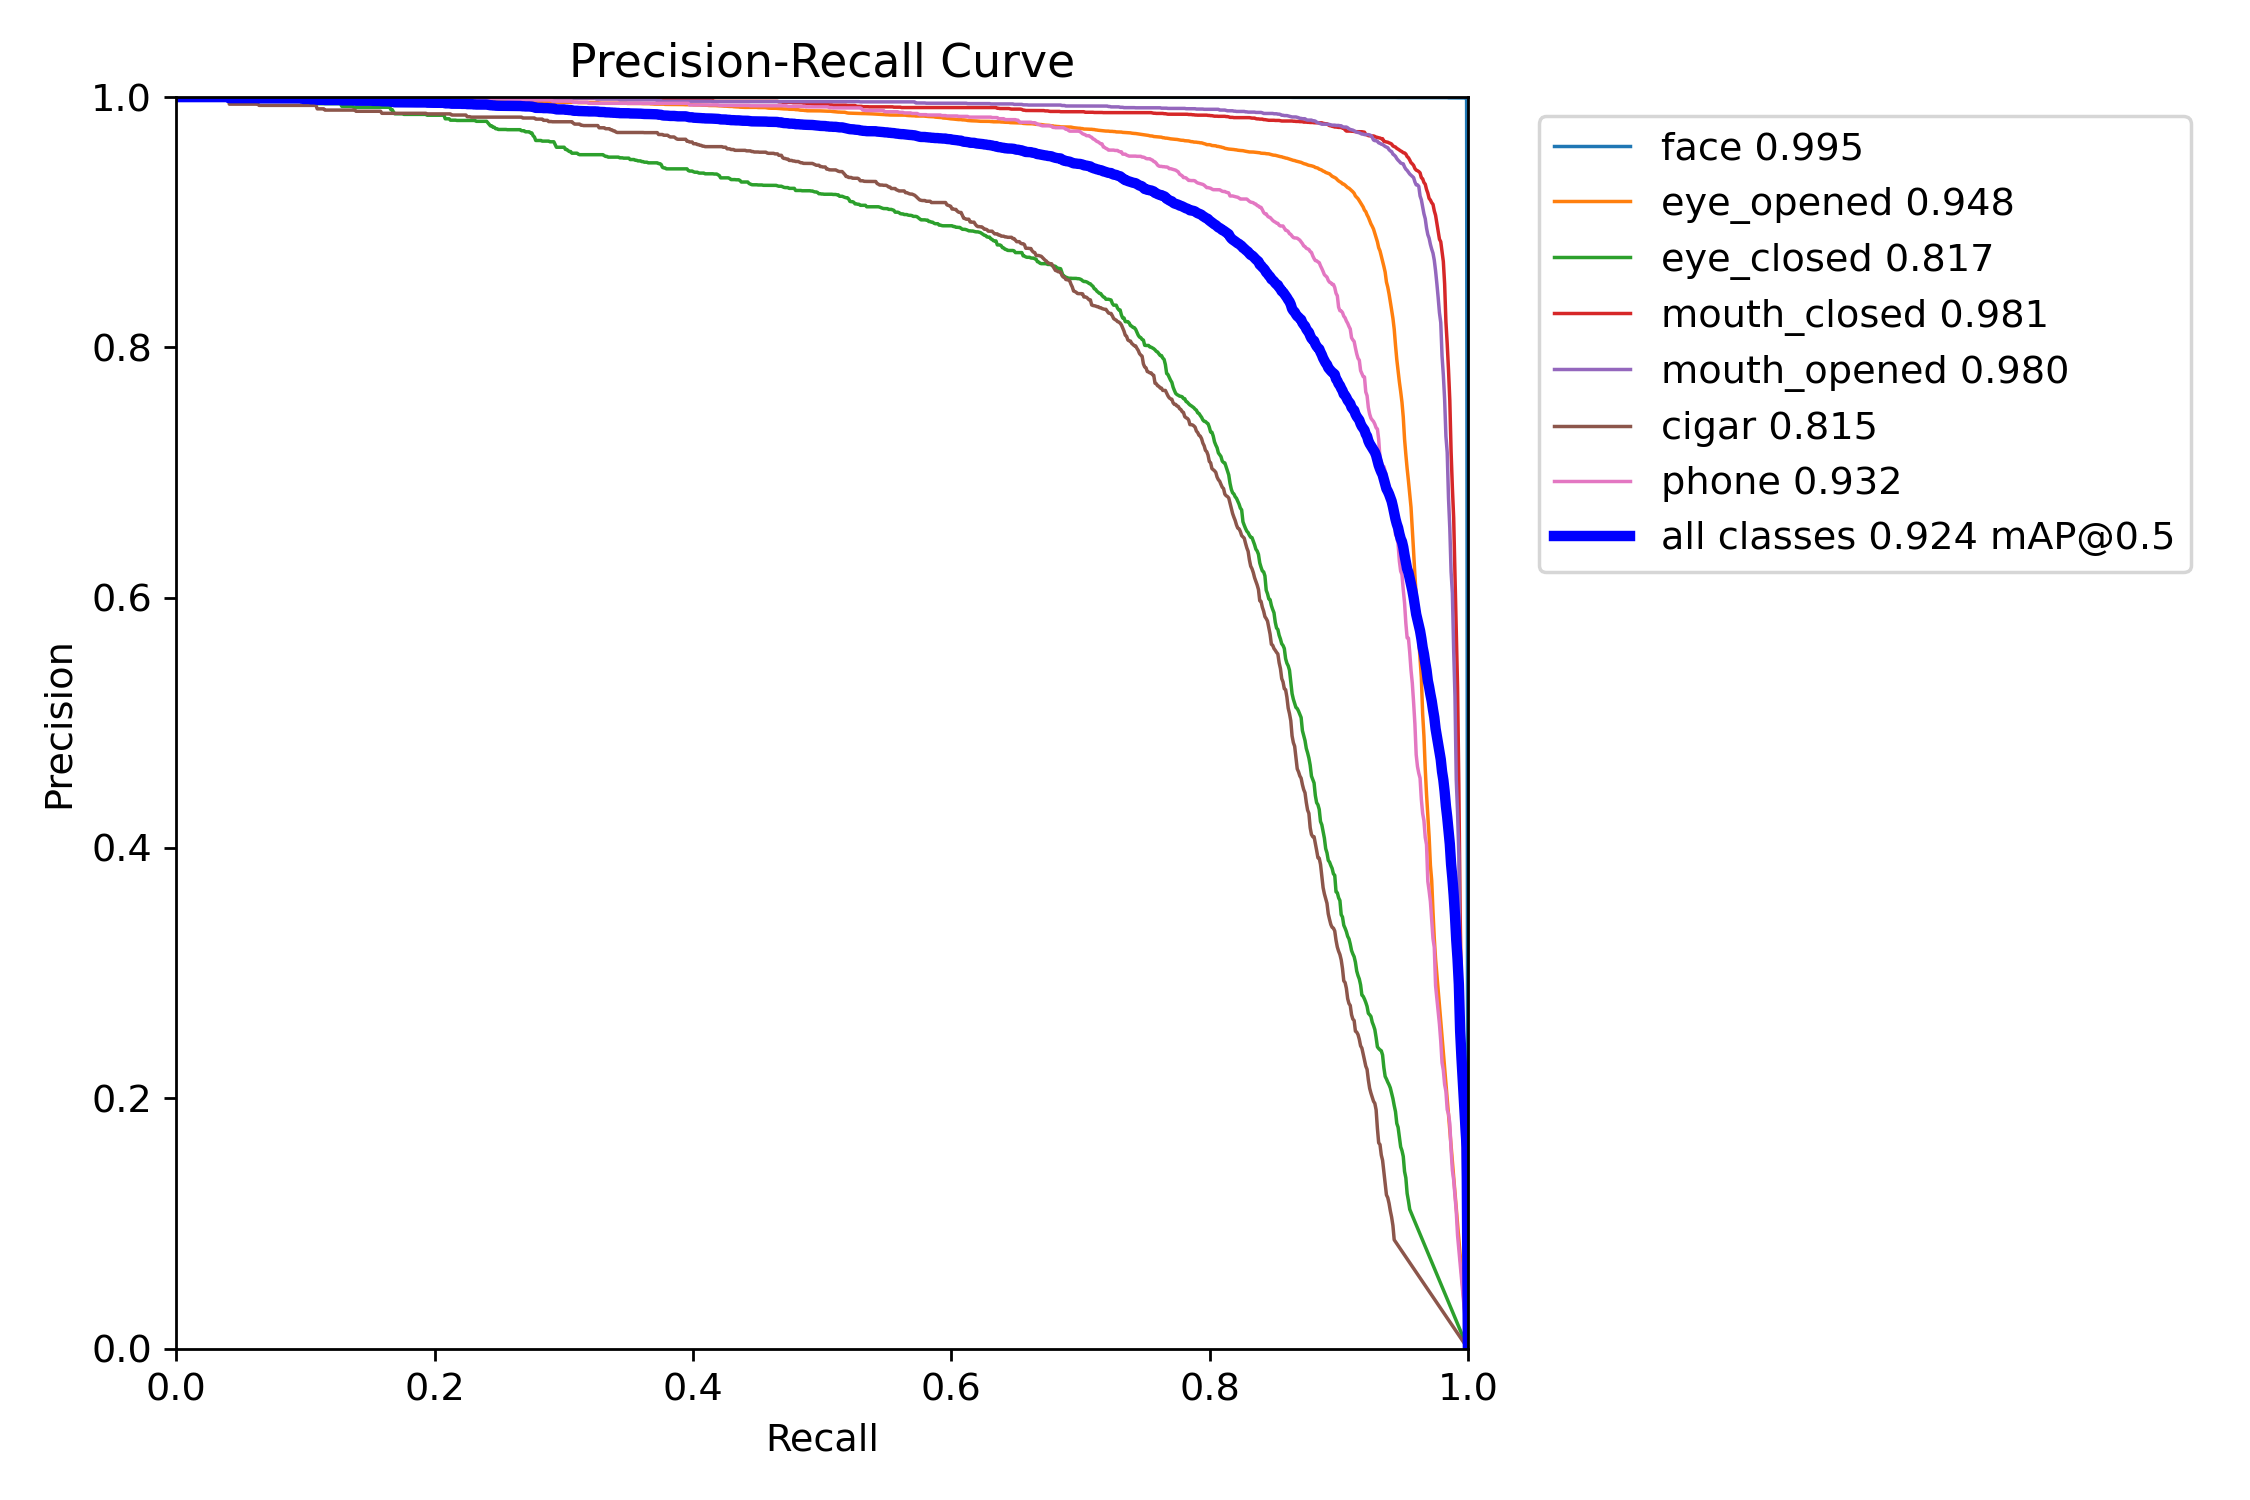 Precision-Recall Curve
1.0
0.8
0.6
0.4
0.2
0.0
Precision
0.0 0.2 0.4 0.6 0.8 1.0
Recall
face 0.995
eye_opened 0.948
eye_closed 0.817
mouth_closed 0.981
mouth_opened 0.980
cigar 0.815
phone 0.932
all classes 0.924 mAP@0.5